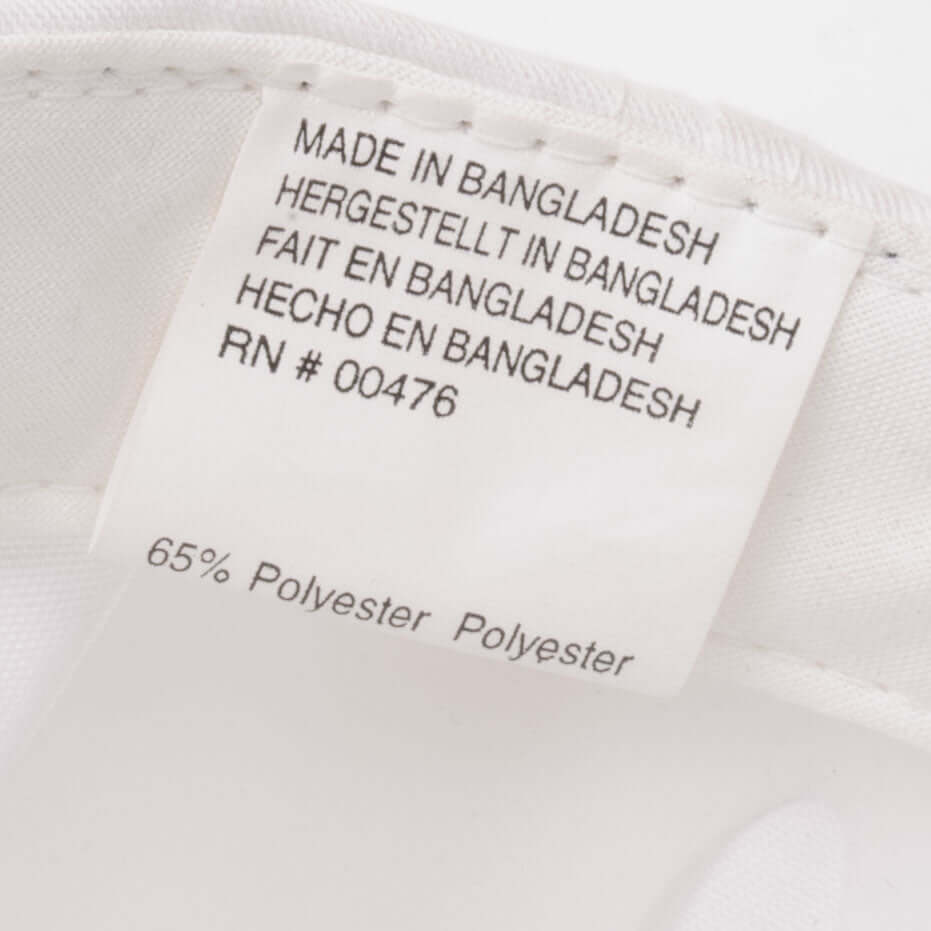 MADE IN BANGLADESH
HERGESTELLT IN BANGLADESH
FAIT EN BANGLADESH
HECHO EN BANGLADESH
RN # 00476
65% Polyester Polyester